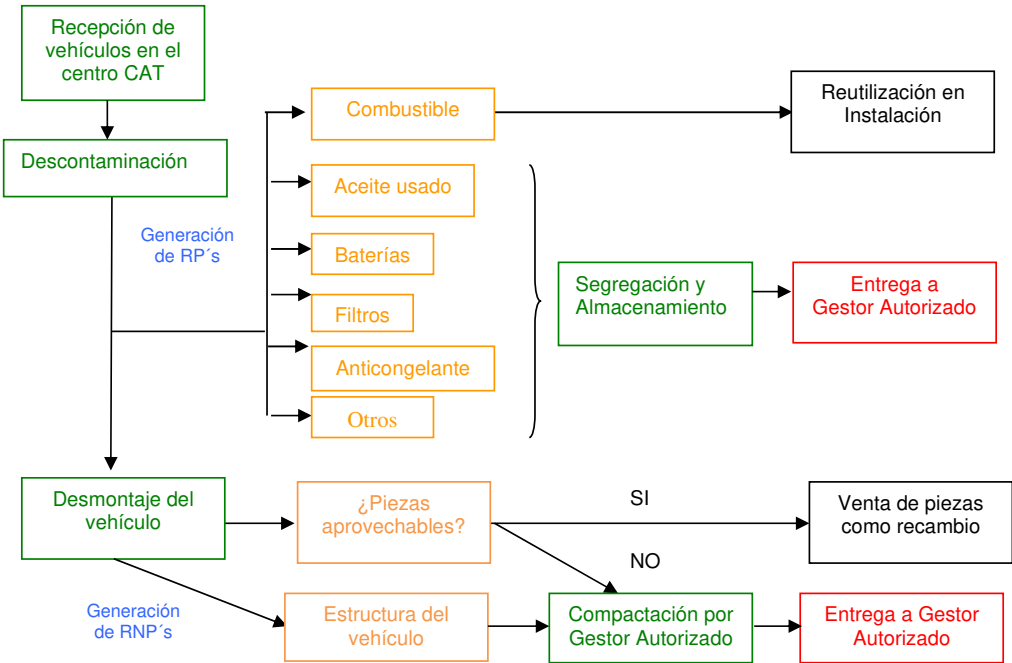 Recepción de
vehículos en el
centro CAT
Combustible
Reutilización en
Instalación
Descontaminación
Aceite usado
Generación
de RP´s
Baterías
Segregación y
Almacenamiento
Entrega a
Gestor Autorizado
Filtros
Anticongelante
Otros
Desmontaje del
vehículo
¿Piezas
aprovechables?
SI
Venta de piezas
como recambio
NO
Generación
de RNP´s
Estructura del
vehículo
Compactación por
Gestor Autorizado
Entrega a Gestor
Autorizado